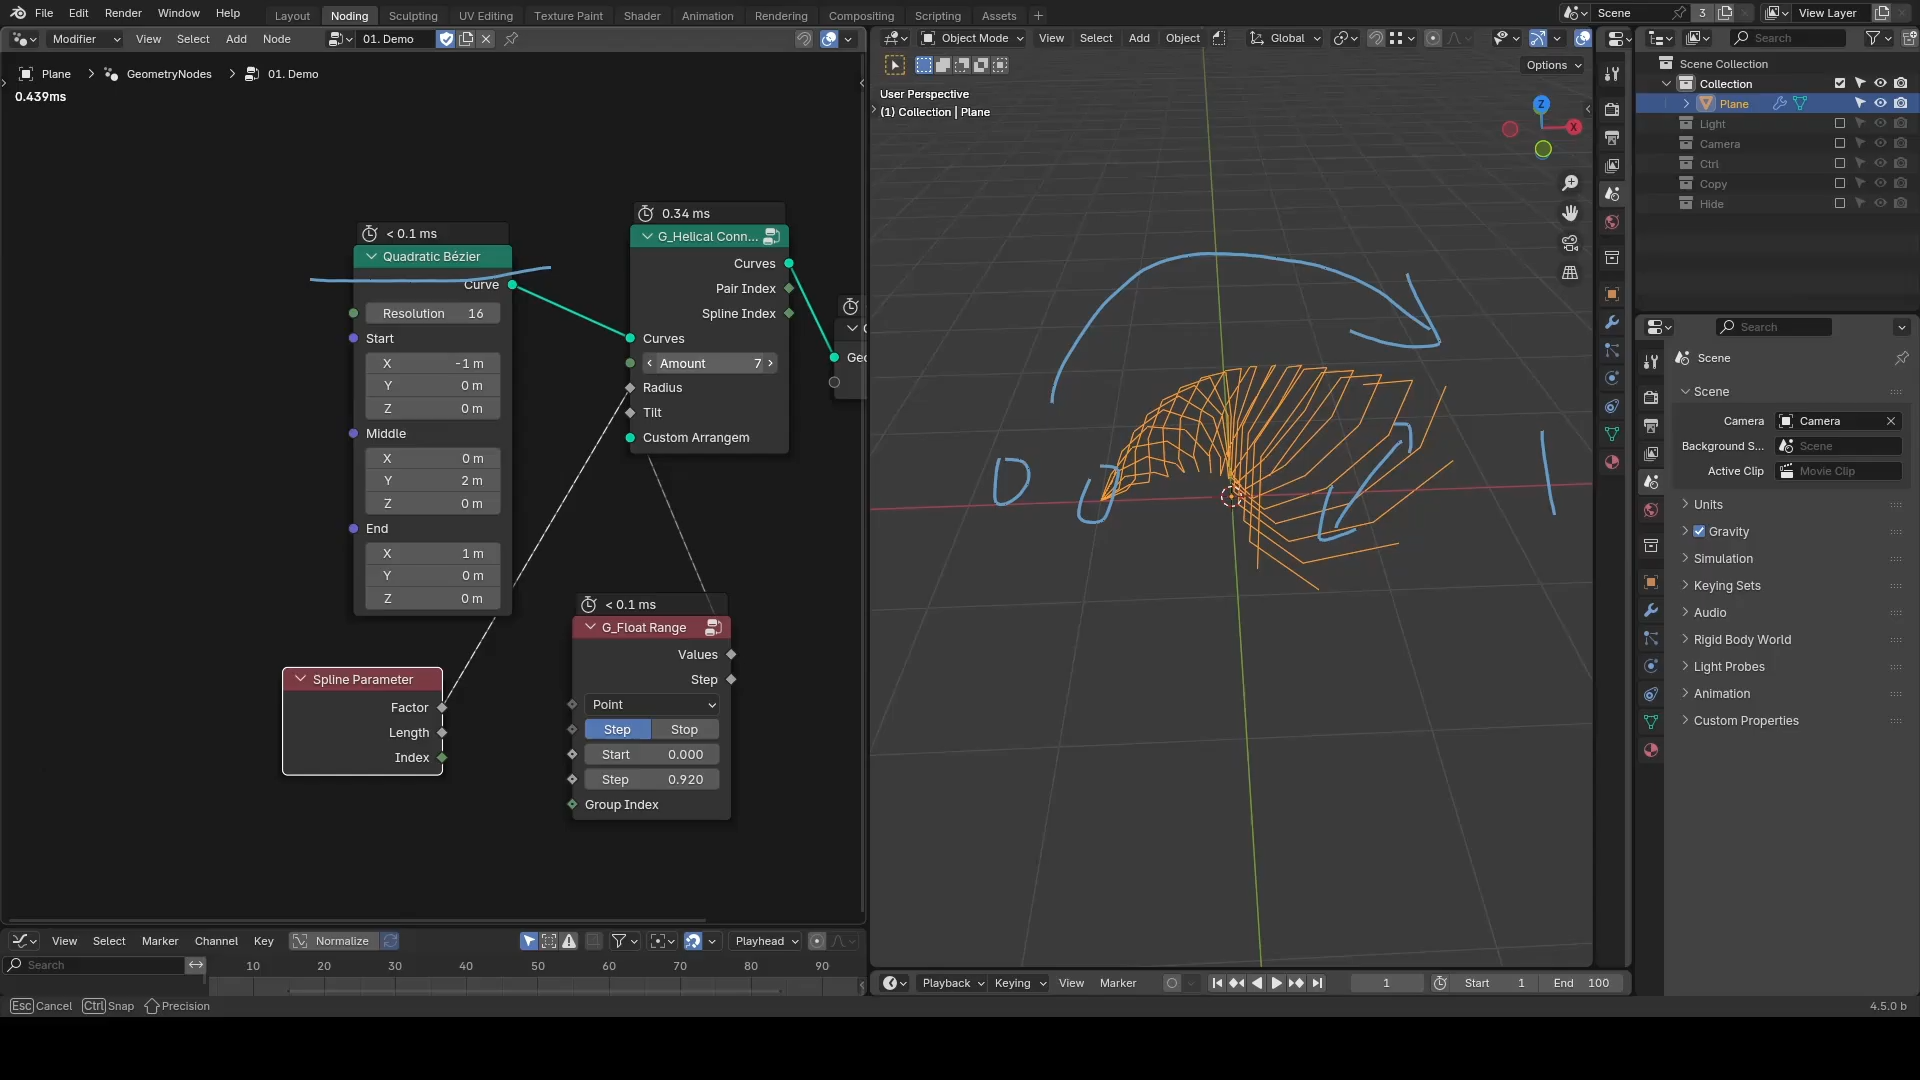 File Edit Render Window Help Layout Noding Sculpting UV Editing Texture Paint Shader Animation Rendering Compositing Scripting Assets + Scene 3 View Layer
Modifier View Select Add Node 01. Demo
Object Mode View Select Add Object Global
Search
Plane > GeometryNodes > 01. Demo
0.439ms
Options
User Perspective
(1) Collection | Plane
Z
X
Scene Collection
Collection
Plane
Light
Camera
Ctrl
Copy
Hide
< 0.1 ms
Quadratic Bézier
Curve
Resolution 16
Start
X -1 m
Y 0 m
Z 0 m
Middle
X 0 m
Y 2 m
Z 0 m
End
X 1 m
Y 0 m
Z 0 m
0.34 ms
G_Helical Conn...
Curves
Pair Index
Spline Index
Curves
Amount 7
Radius
Tilt
Custom Arrangem
Geo
Spline Parameter
Factor
Length
Index
< 0.1 ms
G_Float Range
Values
Step
Point
Step Stop
Start 0.000
Step 0.920
Group Index
0
1
Search
Scene
Scene
Camera Camera
Background S... Scene
Active Clip Movie Clip
Units
Gravity
Simulation
Keying Sets
Audio
Rigid Body World
Light Probes
Animation
Custom Properties
View Select Marker Channel Key Normalize Playhead
Search 10 20 30 40 50 60 70 80 90
Playback Keying View Marker 1 Start 1 End 100
Esc Cancel Ctrl Snap Precision 4.5.0 b